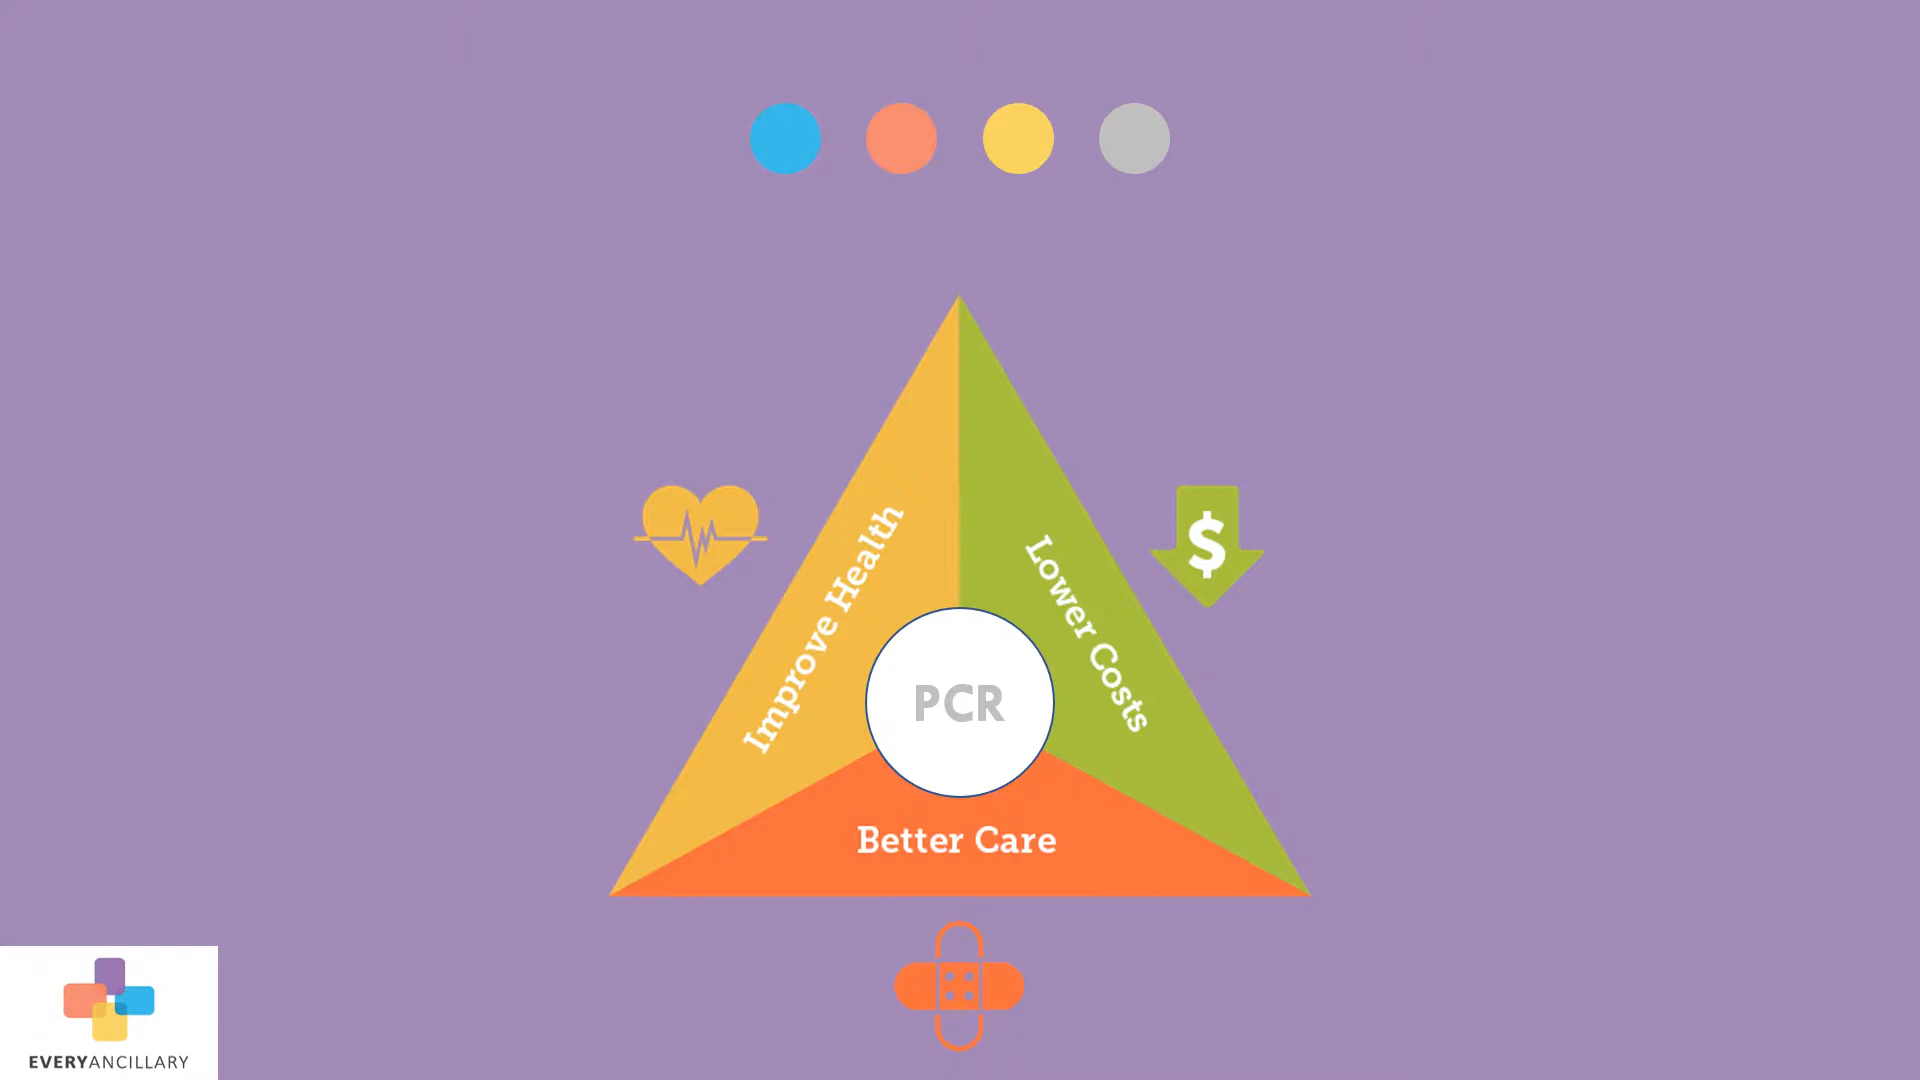 Improve Health
Lower Costs
$
PCR
Better Care
EVERYANCILLARY